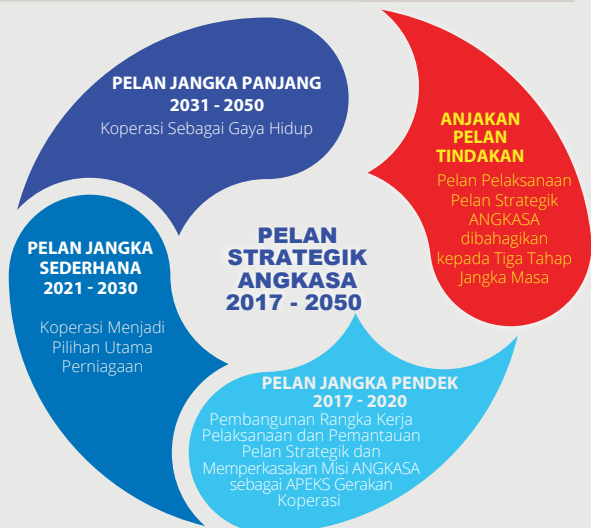 PELAN JANGKA PANJANG
2031 - 2050
Koperasi Sebagai Gaya Hidup
ANJAKAN
PELAN
TINDAKAN
Pelan Pelaksanaan
Pelan Strategik
ANGKASA
dibahagikan
kepada Tiga Tahap
Jangka Masa
PELAN
STRATEGIK
ANGKASA
2017 - 2050
PELAN JANGKA
SEDERHANA
2021 - 2030
Koperasi Menjadi
Pilihan Utama
Perniagaan
PELAN JANGKA PENDEK
2017 - 2020
Pembangunan Rangka Kerja
Pelaksanaan dan Pemantauan
Pelan Strategik dan
Memperkasakan Misi ANGKASA
sebagai APEKS Gerakan
Koperasi